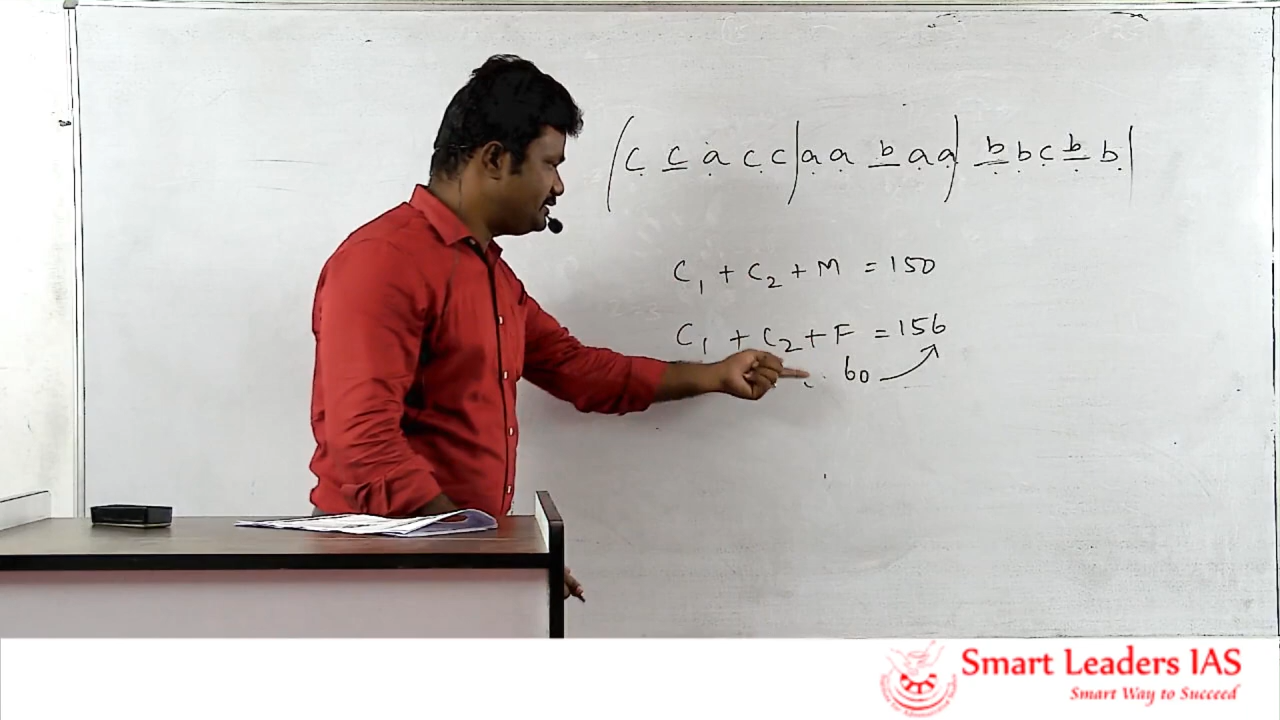 c c a c c | a a b a a | b b c b b |
C₁ + C₂ + M = 150
C₁ + C₂ + F = 156
60
Smart Leaders IAS
Smart Way to Succeed